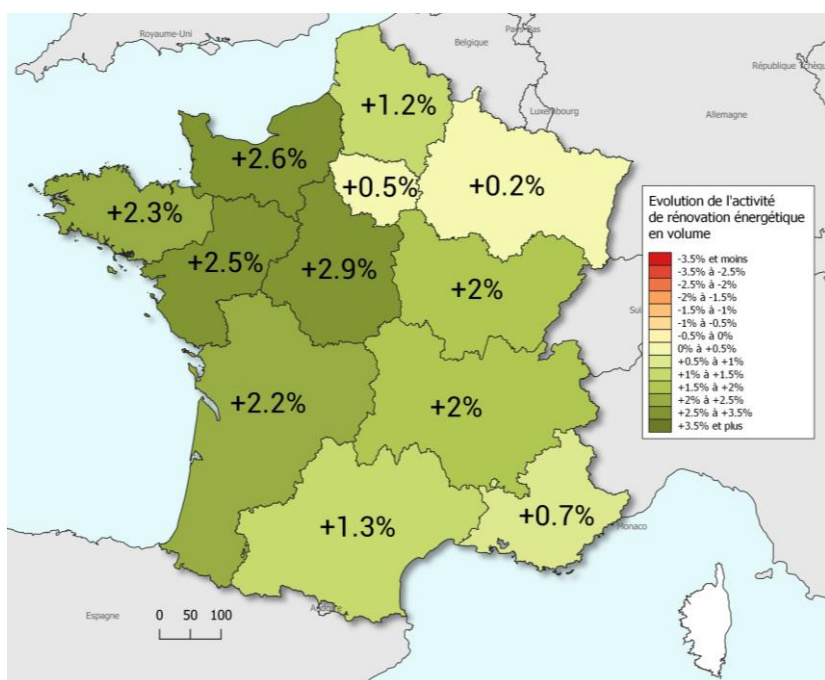 Royaume-Uni
Belgique
Pays-Bas
République Tchèque
Luxembourg
Allemagne
+1.2%
+2.6%
+0.5%
+0.2%
+2.3%
+2.5%
+2.9%
+2%
+2.2%
+2%
+1.3%
+0.7%
Monaco
Espagne
Andorre
0 50 100
Evolution de l'activité
de rénovation énergétique
en volume
-3.5% et moins
-3.5% à -2.5%
-2.5% à -2%
-2% à -1.5%
-1.5% à -1%
-1% à -0.5%
-0.5% à 0%
0% à +0.5%
+0.5% à +1%
+1% à +1.5%
+1.5% à +2%
+2% à +2.5%
+2.5% à +3.5%
+3.5% et plus